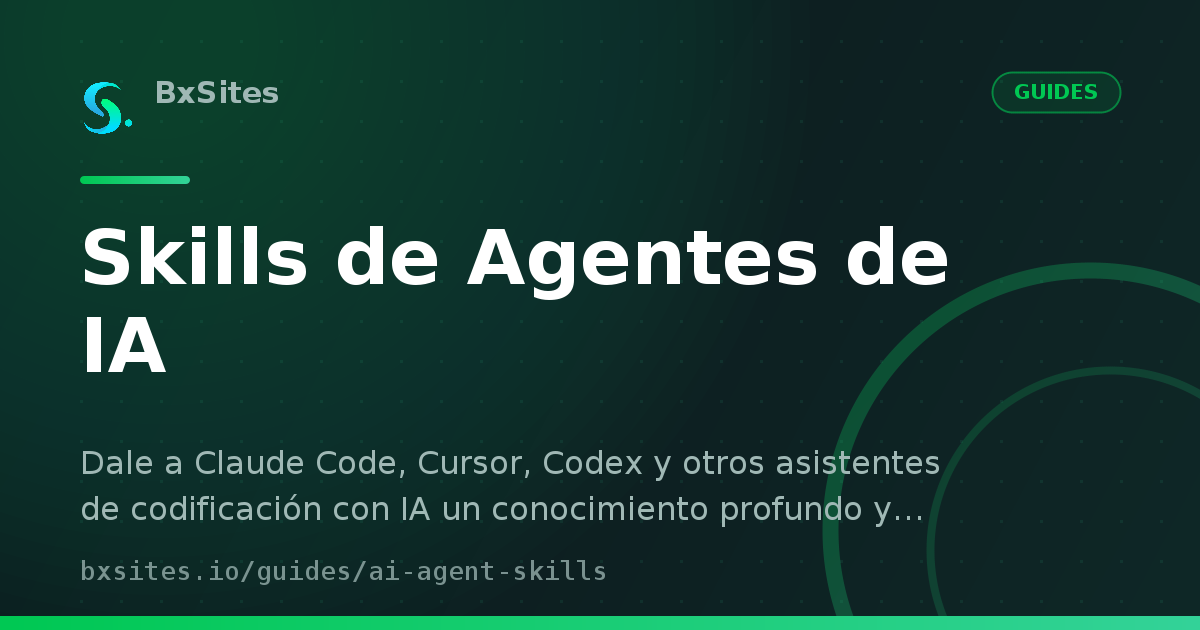 BxSites
GUIDES
Skills de Agentes de
IA
Dale a Claude Code, Cursor, Codex y otros asistentes
de codificación con IA un conocimiento profundo y…
bxsites.io/guides/ai-agent-skills